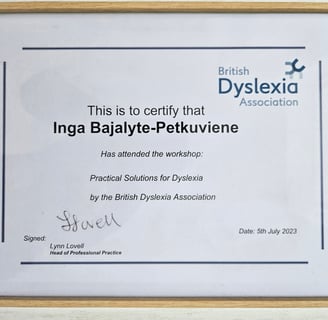 British
Dyslexia
Association
This is to certify that
Inga Bajalyte-Petkuviene
Has attended the workshop:
Practical Solutions for Dyslexia
by the British Dyslexia Association
Date: 5th July 2023
Signed:
Lynn Lovell
Head of Professional Practice